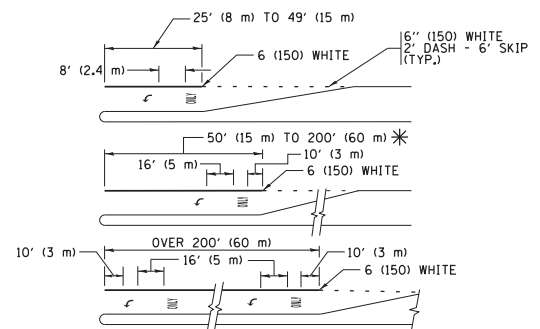 25' (8 m) TO 49' (15 m)
6" (150) WHITE
2' DASH - 6' SKIP
(TYP.)
6 (150) WHITE
8' (2.4 m)
ONLY
50' (15 m) TO 200' (60 m) *
16' (5 m)
10' (3 m)
6 (150) WHITE
ONLY
OVER 200' (60 m)
10' (3 m)
16' (5 m)
10' (3 m)
6 (150) WHITE
ONLY
ONLY